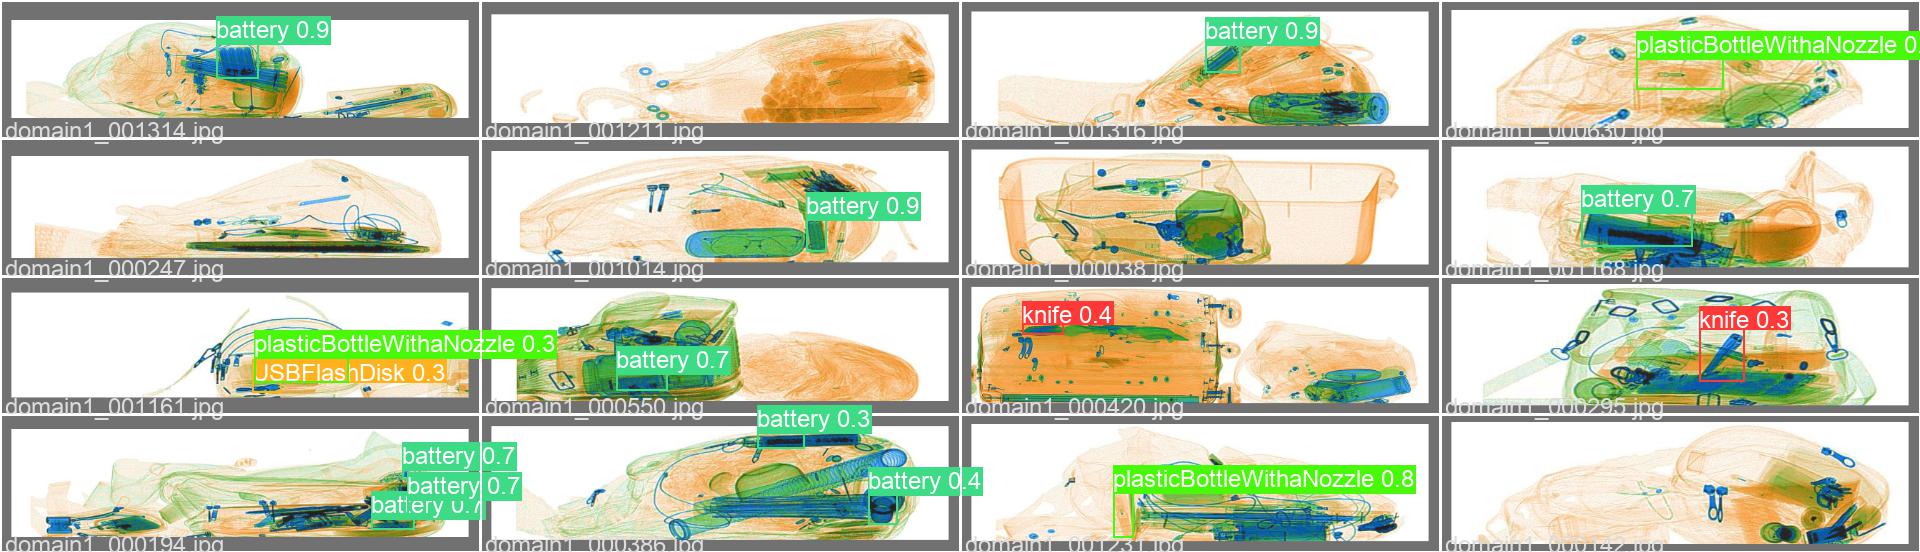 battery 0.9
domain1_001314.jpg
domain1_001211.jpg
battery 0.9
domain1_001316.jpg
plasticBottleWithaNozzle 0.
domain1_000630.jpg
domain1_000247.jpg
battery 0.9
domain1_001014.jpg
domain1_000038.jpg
battery 0.7
domain1_001168.jpg
plasticBottleWithaNozzle 0.3
USBFlashDisk 0.3
domain1_001161.jpg
battery 0.7
domain1_000550.jpg
knife 0.4
domain1_000420.jpg
knife 0.3
domain1_000295.jpg
battery 0.7
battery 0.7
battery 0.7
domain1_000194.jpg
battery 0.3
battery 0.4
domain1_000386.jpg
plasticBottleWithaNozzle 0.8
domain1_001231.jpg
domain1_000142.jpg